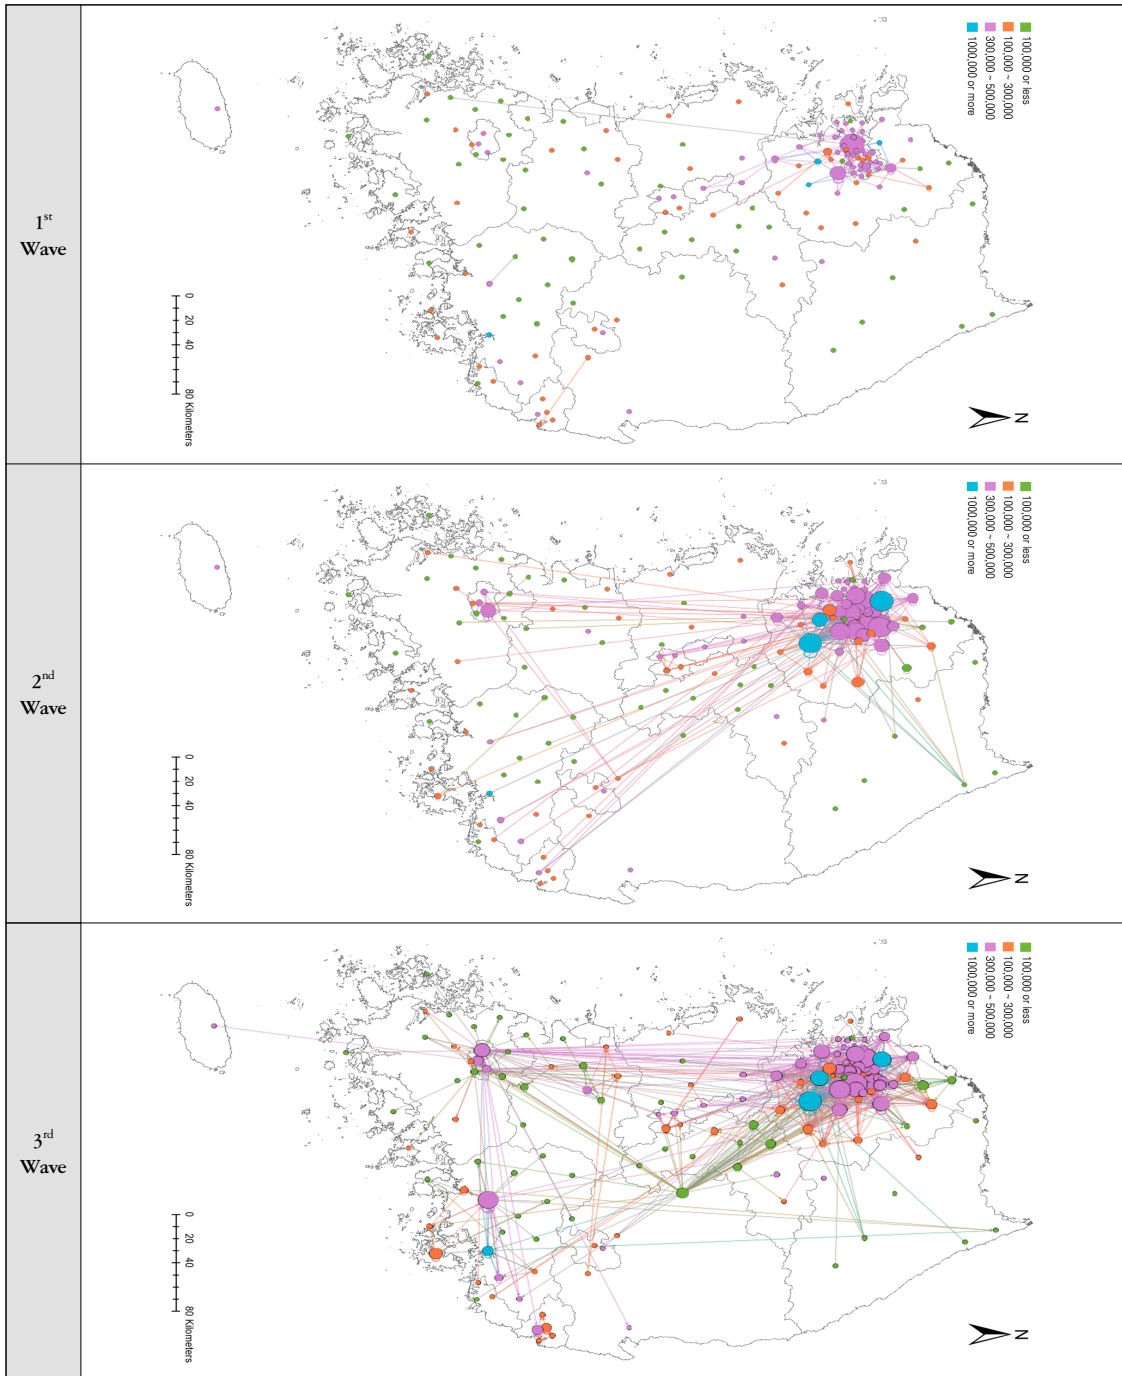 1st
Wave
100,000 or less
100,000 ~ 300,000
300,000 ~ 500,000
1000,000 or more
N
0
20
40
80 Kilometers
2nd
Wave
100,000 or less
100,000 ~ 300,000
300,000 ~ 500,000
1000,000 or more
N
0
20
40
80 Kilometers
3rd
Wave
100,000 or less
100,000 ~ 300,000
300,000 ~ 500,000
1000,000 or more
N
0
20
40
80 Kilometers